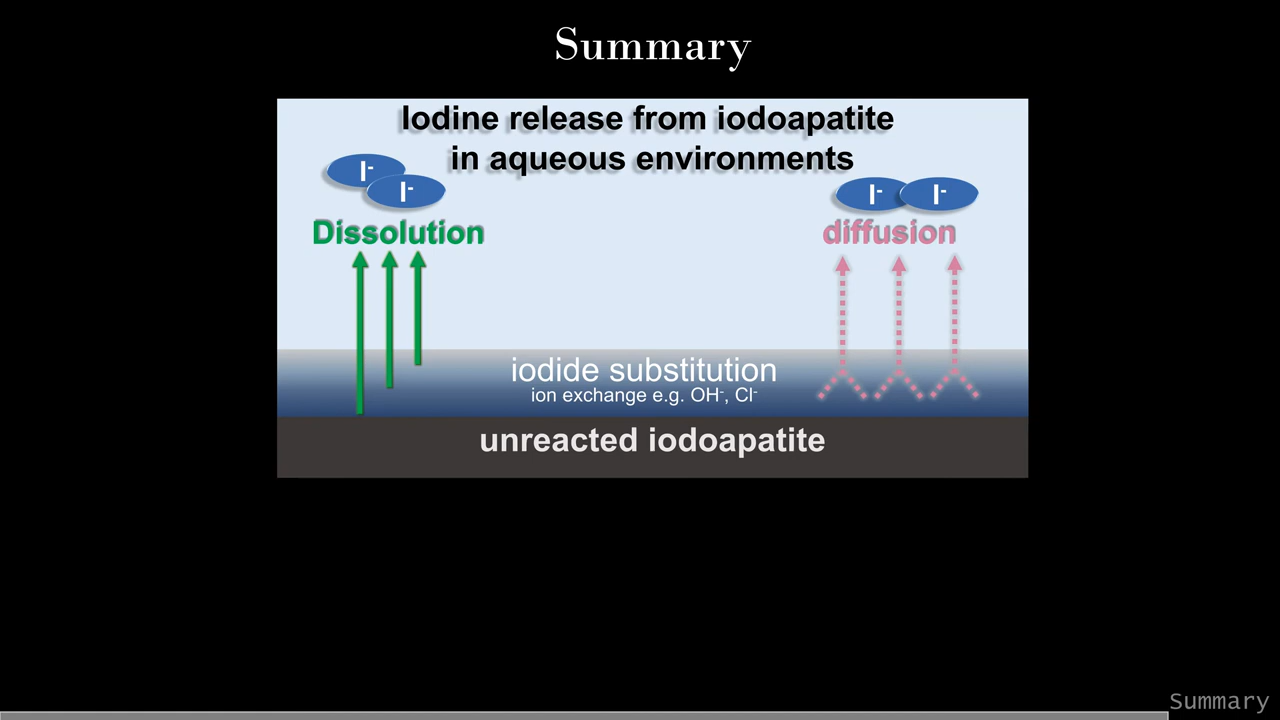 Summary
Iodine release from iodoapatite
in aqueous environments
I-
I-
I-
I-
Dissolution
diffusion
iodide substitution
ion exchange e.g. OH-, Cl-
unreacted iodoapatite
Summary